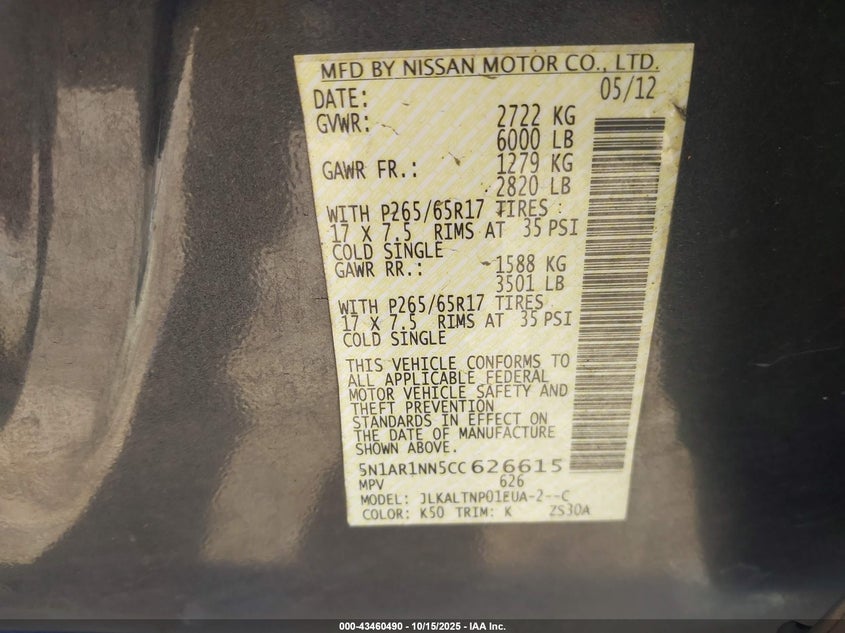 MFD BY NISSAN MOTOR CO., LTD.
DATE: 05/12
GVWR: 2722 KG
6000 LB
GAWR FR.: 1279 KG
2820 LB
WITH P265/65R17 TIRES
17 X 7.5 RIMS AT 35 PSI
COLD SINGLE
GAWR RR.: 1588 KG
3501 LB
WITH P265/65R17 TIRES
17 X 7.5 RIMS AT 35 PSI
COLD SINGLE
THIS VEHICLE CONFORMS TO
ALL APPLICABLE FEDERAL
MOTOR VEHICLE SAFETY AND
THEFT PREVENTION
STANDARDS IN EFFECT ON
THE DATE OF MANUFACTURE
SHOWN ABOVE.
5N1AR1NN5CC626615
MPV 626
MODEL: JLKALTNP01EUA-2--C
COLOR: K50 TRIM: K ZS30A
000-43460490 - 10/15/2025 - IAA Inc.